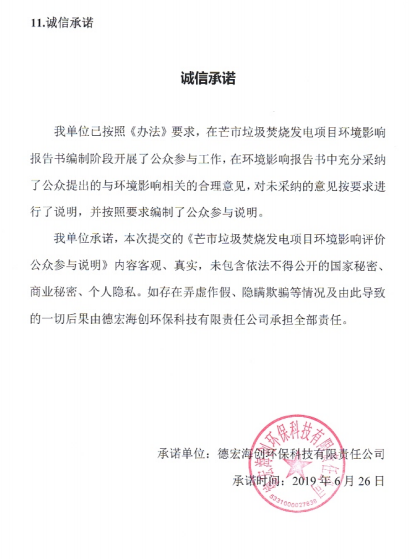 11.诚信承诺
诚信承诺
我单位已按照《办法》要求，在芒市垃圾焚烧发电项目环境影响
报告书编制阶段开展了公众参与工作，在环境影响报告书中充分采纳
了公众提出的与环境影响相关的合理意见，对未采纳的意见按要求进
行了说明，并按照要求编制了公众参与说明。
我单位承诺，本次提交的《芒市垃圾焚烧发电项目环境影响评价
公众参与说明》内容客观、真实，未包含依法不得公开的国家秘密、
商业秘密、个人隐私。如存在弄虚作假、隐瞒欺骗等情况及由此导致
的一切后果由德宏海创环保科技有限责任公司承担全部责任。
德宏海创环保科技有限责任公司
承诺单位：德宏海创环保科技有限责任公司
承诺时间：2019 年 6 月 26 日